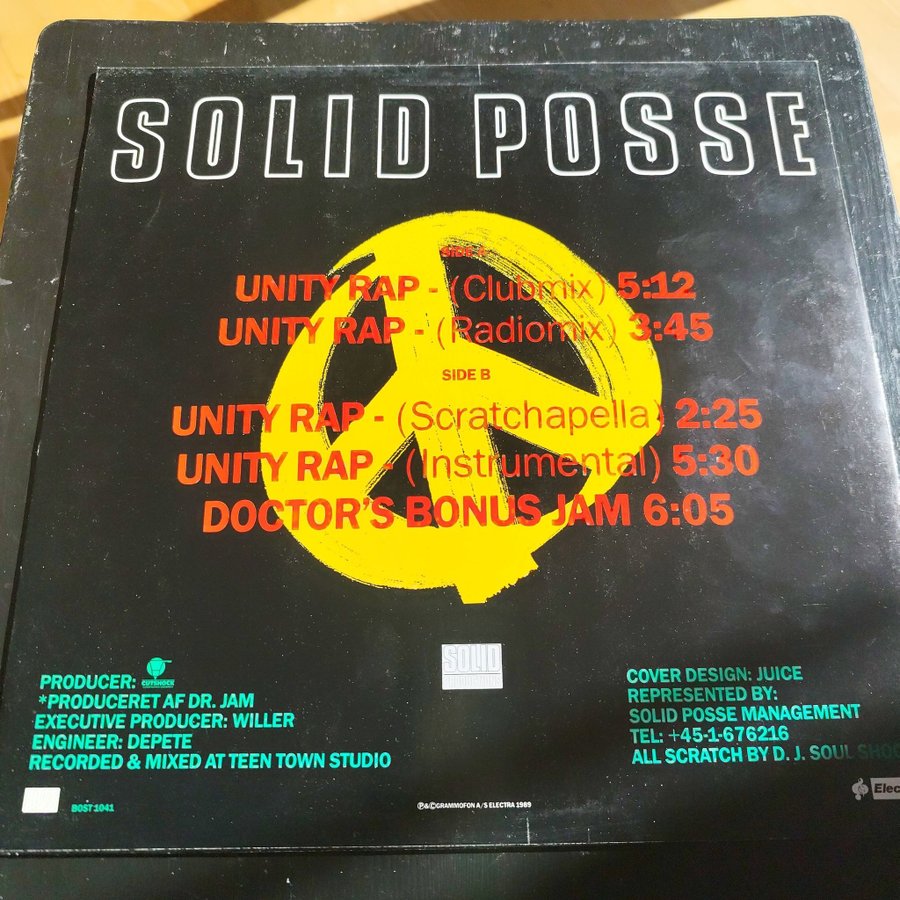 SOLID POSSE
SIDE A
UNITY RAP - (Clubmix) 5:12
UNITY RAP - (Radiomix) 3:45
SIDE B
UNITY RAP - (Scratchapella) 2:25
UNITY RAP - (Instrumental) 5:30
DOCTOR'S BONUS JAM 6:05
SOLID
PRODUCER: CUTSHOCK
*PRODUCERET AF DR. JAM
EXECUTIVE PRODUCER: WILLER
ENGINEER: DEPETE
RECORDED & MIXED AT TEEN TOWN STUDIO
COVER DESIGN: JUICE
REPRESENTED BY:
SOLID POSSE MANAGEMENT
TEL: +45-1-676216
ALL SCRATCH BY D. J. SOUL SHOC
BOST 1041
℗&©GRAMMOFON A/S ELECTRA 1989
Elec